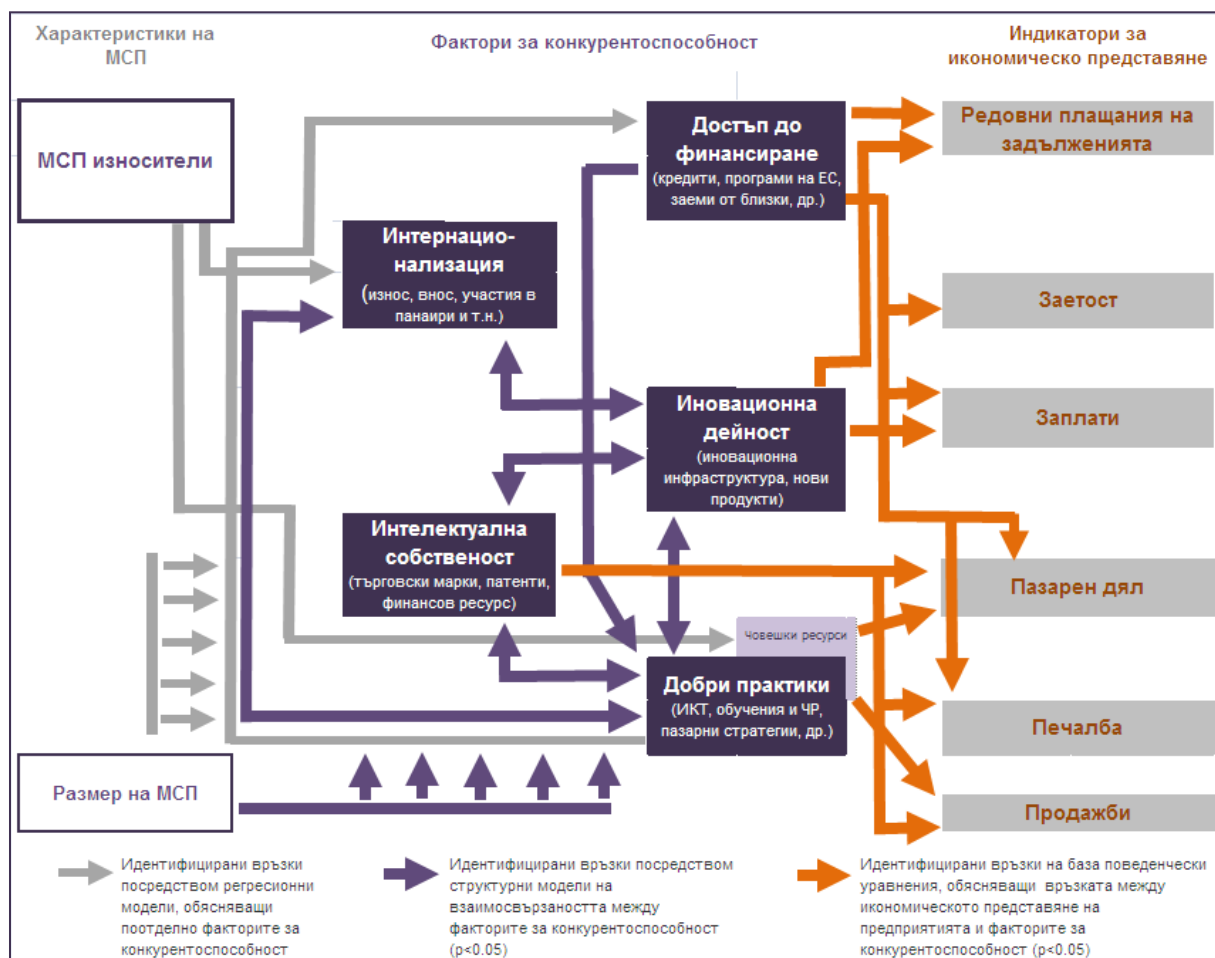 Характеристики на
МСП
Фактори за конкурентоспособност
Индикатори за
икономическо представяне
МСП износители
Достъп до
финансиране
(кредити, програми на ЕС,
заеми от близки, др.)
Редовни плащания на
задълженията
Интернацио-
нализация
(износ, внос, участия в
панаири и т.н.)
Заетост
Иновационна
дейност
(иновационна
инфраструктура, нови
продукти)
Заплати
Интелектуална
собственост
(търговски марки, патенти,
финансов ресурс)
Пазарен дял
Човешки ресурси
Добри практики
(ИКТ, обучения и ЧР,
пазарни стратегии, др.)
Печалба
Размер на МСП
Продажби
Идентифицирани връзки
посредством регресионни
модели, обясняващи
поотделно факторите за
конкурентоспособност
Идентифицирани връзки посредством
структурни модели на
взаимосвързаността между
факторите за конкурентоспособност
(p<0.05)
Идентифицирани връзки на база поведенчески
уравнения, обясняващи връзката между
икономическото представяне на
предприятията и факторите за
конкурентоспособност (p<0.05)